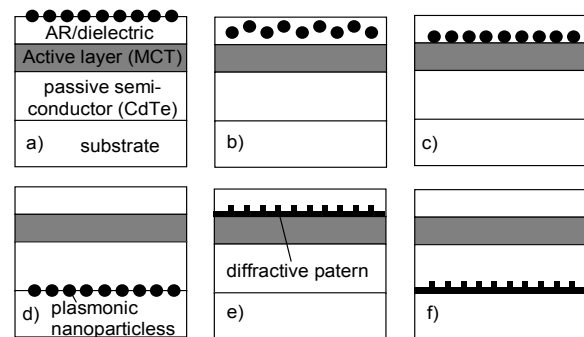 AR/dielectric
Active layer (MCT)
passive semi-
conductor (CdTe)
a) substrate
b)
c)
d) plasmonic
nanoparticless
diffractive patern
e)
f)